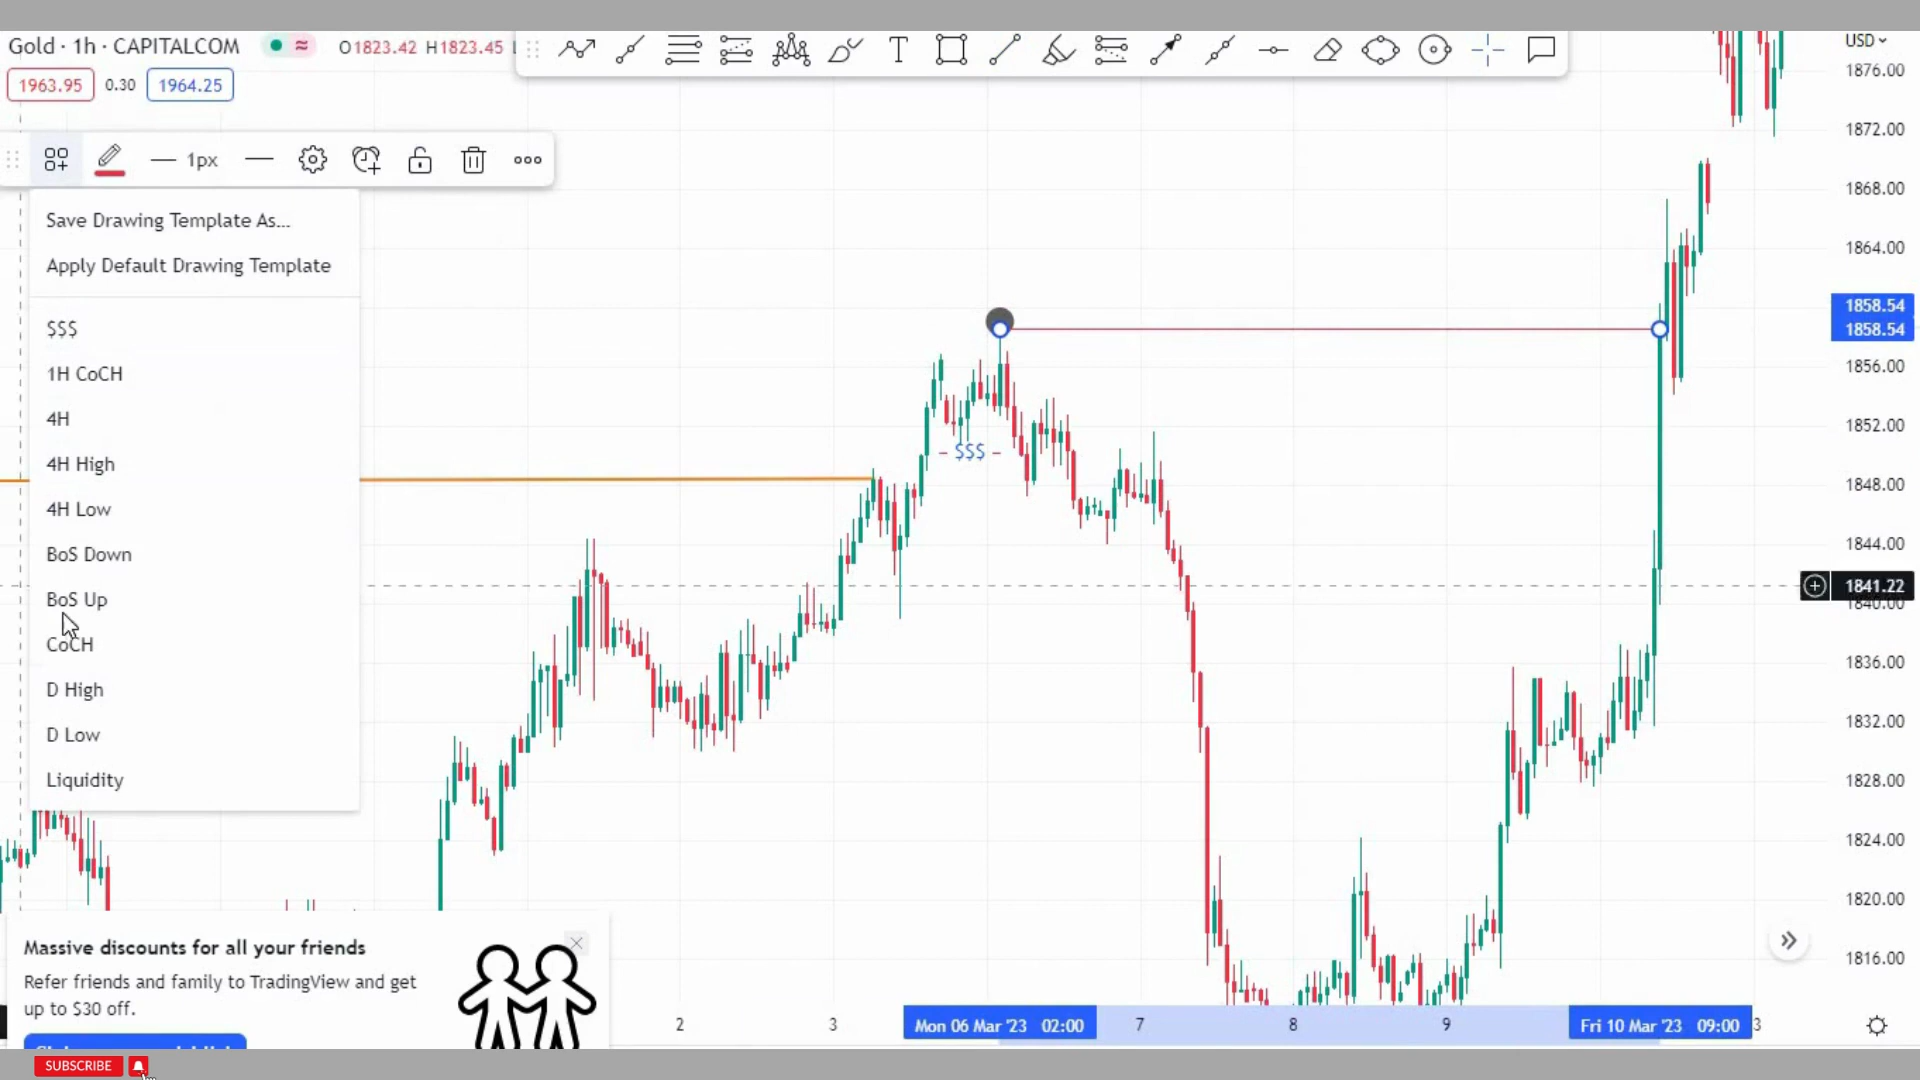 Gold · 1h · CAPITALCOM O1823.42 H1823.45
USD
1963.95 0.30 1964.25
1px
Save Drawing Template As...
Apply Default Drawing Template
$$$
1H CoCH
4H
4H High
4H Low
BoS Down
BoS Up
CoCH
D High
D Low
Liquidity
- $$$ -
1876.00
1872.00
1868.00
1864.00
1858.54
1858.54
1856.00
1852.00
1848.00
1844.00
1841.22
1840.00
1836.00
1832.00
1828.00
1824.00
1820.00
1816.00
Massive discounts for all your friends
Refer friends and family to TradingView and get
up to $30 off.
2 3 Mon 06 Mar '23 02:00 7 8 9 Fri 10 Mar '23 09:00 3
SUBSCRIBE